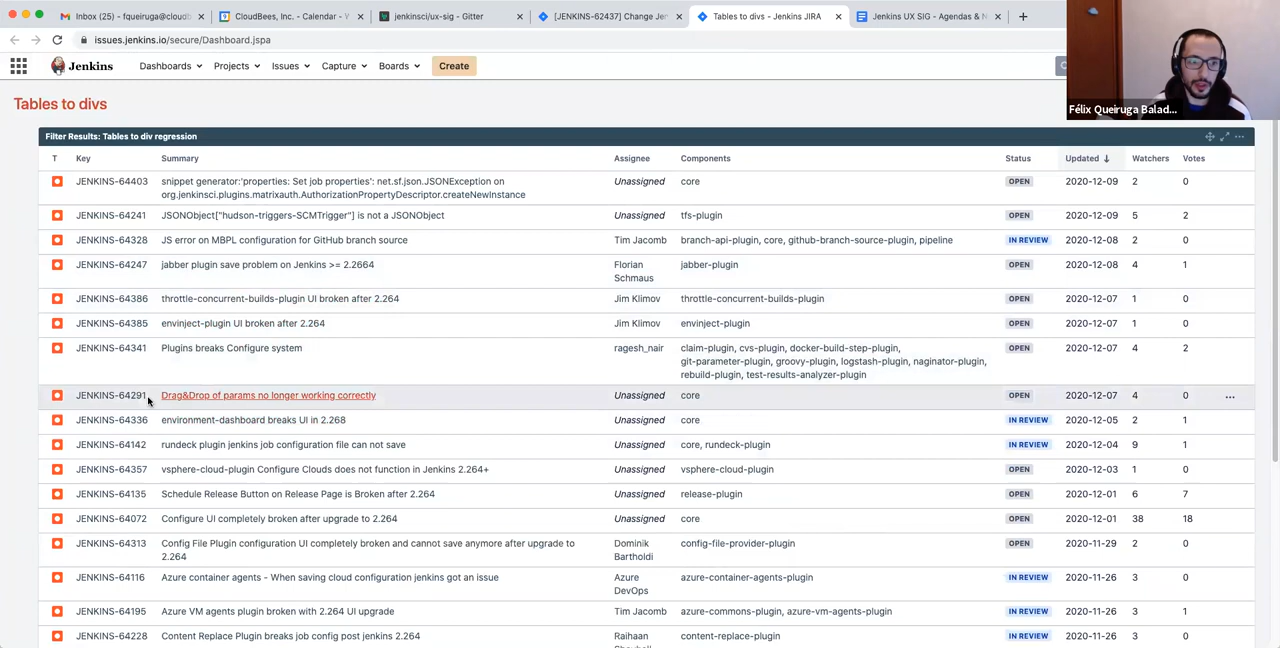 Inbox - fqueiruga@cloudb
CloudBees, Inc. - Calendar - V
jenkinsci/ux-sig - Gitter
[JENKINS-62437] Change Jen
Tables to divs - Jenkins JIRA
Jenkins UX SIG - Agendas & N
issues.jenkins.io/secure/Dashboard.jspa
Jenkins Dashboards Projects Issues Capture Boards Create
Félix Queiruga Balad...
Tables to divs
Filter Results: Tables to div regression
T Key Summary Assignee Components Status Updated Watchers Votes
JENKINS-64403 snippet generator:'properties: Set job properties': net.sf.json.JSONException on Unassigned core OPEN 2020-12-09 2 0
org.jenkinsci.plugins.matrixauth.AuthorizationPropertyDescriptor.createNewInstance
JENKINS-64241 JSONObject["hudson-triggers-SCMTrigger"] is not a JSONObject Unassigned tfs-plugin OPEN 2020-12-09 5 2
JENKINS-64328 JS error on MBPL configuration for GitHub branch source Tim Jacomb branch-api-plugin, core, github-branch-source-plugin, pipeline IN REVIEW 2020-12-08 2 0
JENKINS-64247 jabber plugin save problem on Jenkins >= 2.2664 Florian jabber-plugin OPEN 2020-12-08 4 1
Schmaus
JENKINS-64386 throttle-concurrent-builds-plugin UI broken after 2.264 Jim Klimov throttle-concurrent-builds-plugin OPEN 2020-12-07 1 0
JENKINS-64385 envinject-plugin UI broken after 2.264 Jim Klimov envinject-plugin OPEN 2020-12-07 1 0
JENKINS-64341 Plugins breaks Configure system ragesh_nair claim-plugin, cvs-plugin, docker-build-step-plugin, OPEN 2020-12-07 4 2
git-parameter-plugin, groovy-plugin, logstash-plugin, naginator-plugin,
rebuild-plugin, test-results-analyzer-plugin
JENKINS-64291 Drag&Drop of params no longer working correctly Unassigned core OPEN 2020-12-07 4 0
JENKINS-64336 environment-dashboard breaks UI in 2.268 Unassigned core IN REVIEW 2020-12-05 2 1
JENKINS-64142 rundeck plugin jenkins job configuration file can not save Unassigned core, rundeck-plugin IN REVIEW 2020-12-04 9 1
JENKINS-64357 vsphere-cloud-plugin Configure Clouds does not function in Jenkins 2.264+ Unassigned vsphere-cloud-plugin OPEN 2020-12-03 1 0
JENKINS-64135 Schedule Release Button on Release Page is Broken after 2.264 Unassigned release-plugin OPEN 2020-12-01 6 7
JENKINS-64072 Configure UI completely broken after upgrade to 2.264 Unassigned core OPEN 2020-12-01 38 18
JENKINS-64313 Config File Plugin configuration UI completely broken and cannot save anymore after upgrade to Dominik config-file-provider-plugin OPEN 2020-11-29 2 0
2.264 Bartholdi
JENKINS-64116 Azure container agents - When saving cloud configuration jenkins got an issue Azure azure-container-agents-plugin IN REVIEW 2020-11-26 3 0
DevOps
JENKINS-64195 Azure VM agents plugin broken with 2.264 UI upgrade Tim Jacomb azure-commons-plugin, azure-vm-agents-plugin IN REVIEW 2020-11-26 3 1
JENKINS-64228 Content Replace Plugin breaks job config post jenkins 2.264 Raihaan content-replace-plugin IN REVIEW 2020-11-26 3 0